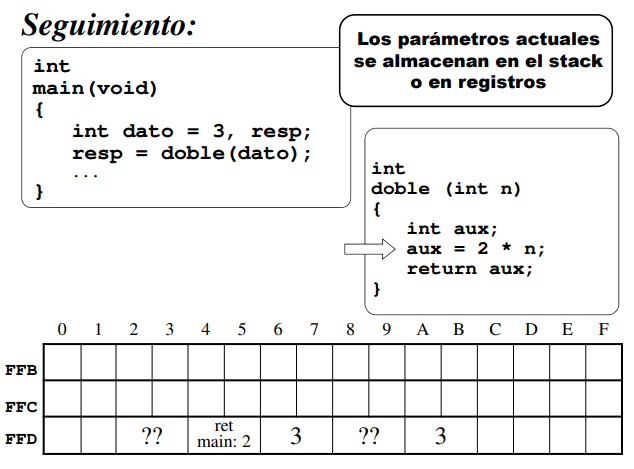 Seguimiento:
Los parámetros actuales
se almacenan en el stack
o en registros
int
main(void)
{
int dato = 3, resp;
resp = doble(dato);
...
}
int
doble (int n)
{
int aux;
aux = 2 * n;
return aux;
}
0 1 2 3 4 5 6 7 8 9 A B C D E F
FFB
FFC
FFD ?? ret main: 2 3 ?? 3